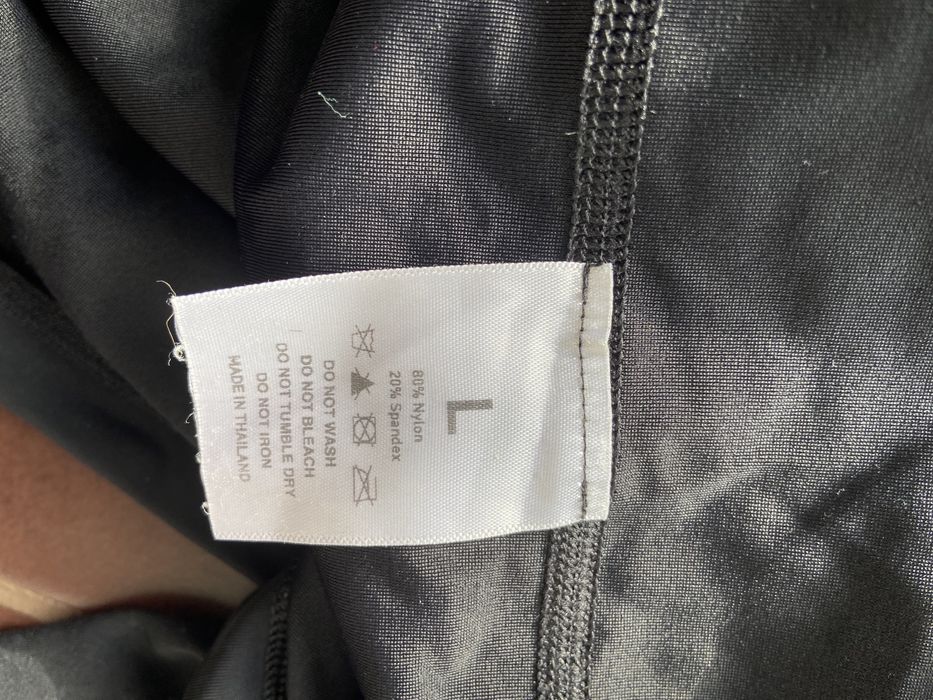 L
80% Nylon
20% Spandex
DO NOT WASH
DO NOT BLEACH
DO NOT TUMBLE DRY
DO NOT IRON
MADE IN THAILAND